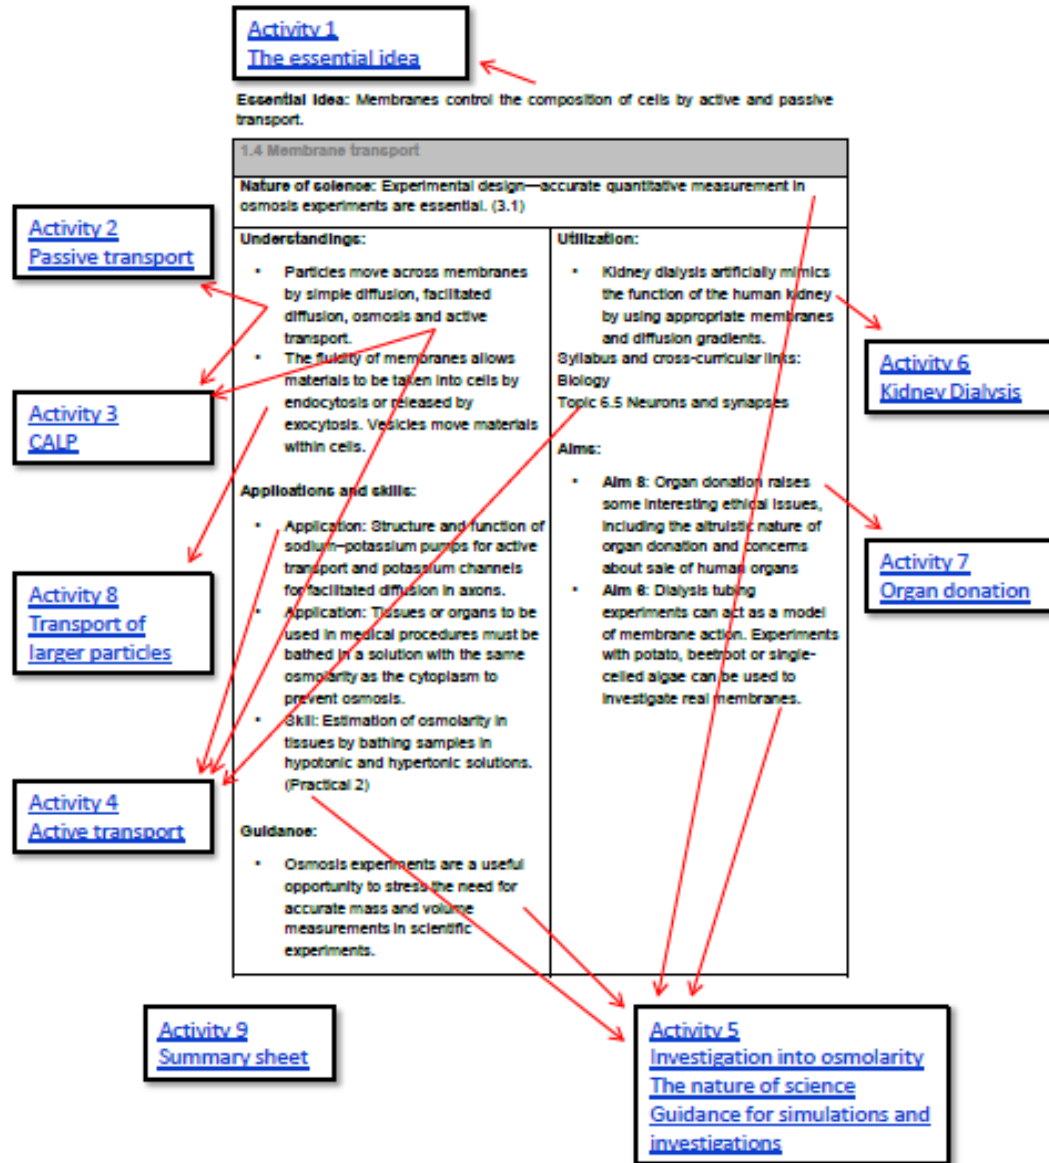 Activity 1
The essential idea
Essential idea: Membranes control the composition of cells by active and passive
transport.
1.4 Membrane transport
Nature of science: Experimental design—accurate quantitative measurement in
osmosis experiments are essential. (3.1)
Activity 2
Passive transport
Activity 3
CALP
Activity 8
Transport of
larger particles
Activity 4
Active transport
Understandings:
• Particles move across membranes
by simple diffusion, facilitated
diffusion, osmosis and active
transport.
• The fluidity of membranes allows
materials to be taken into cells by
endocytosis or released by
exocytosis. Vesicles move materials
within cells.
Applications and skills:
• Application: Structure and function of
sodium–potassium pumps for active
transport and potassium channels
for facilitated diffusion in axons.
• Application: Tissues or organs to be
used in medical procedures must be
bathed in a solution with the same
osmolarity as the cytoplasm to
prevent osmosis.
• Skill: Estimation of osmolarity in
tissues by bathing samples in
hypotonic and hypertonic solutions.
(Practical 2)
Guidance:
• Osmosis experiments are a useful
opportunity to stress the need for
accurate mass and volume
measurements in scientific
experiments.
Utilization:
• Kidney dialysis artificially mimics
the function of the human kidney
by using appropriate membranes
and diffusion gradients.
Syllabus and cross-curricular links:
Biology
Topic 6.5 Neurons and synapses
Aims:
• Aim 8: Organ donation raises
some interesting ethical issues,
including the altruistic nature of
organ donation and concerns
about sale of human organs
• Aim 6: Dialysis tubing
experiments can act as a model
of membrane action. Experiments
with potato, beetroot or single-
celled algae can be used to
investigate real membranes.
Activity 6
Kidney Dialysis
Activity 7
Organ donation
Activity 9
Summary sheet
Activity 5
Investigation into osmolarity
The nature of science
Guidance for simulations and
investigations